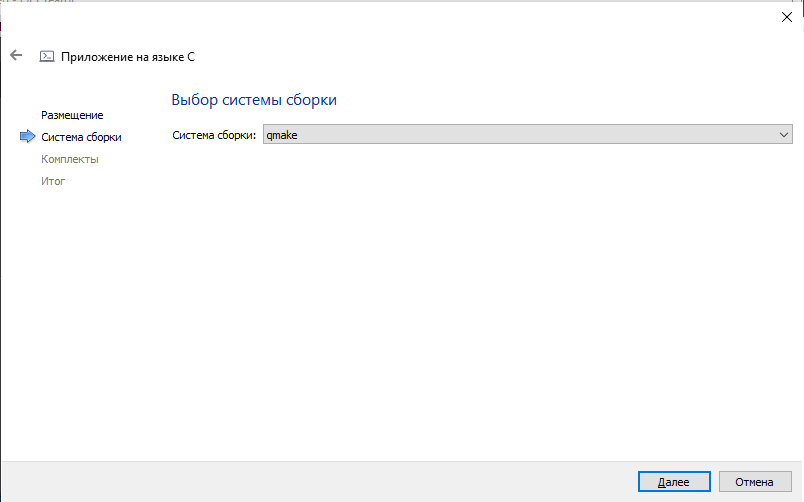 Приложение на языке C
Размещение
Система сборки
Комплекты
Итог
Выбор системы сборки
Система сборки: qmake
Далее
Отмена